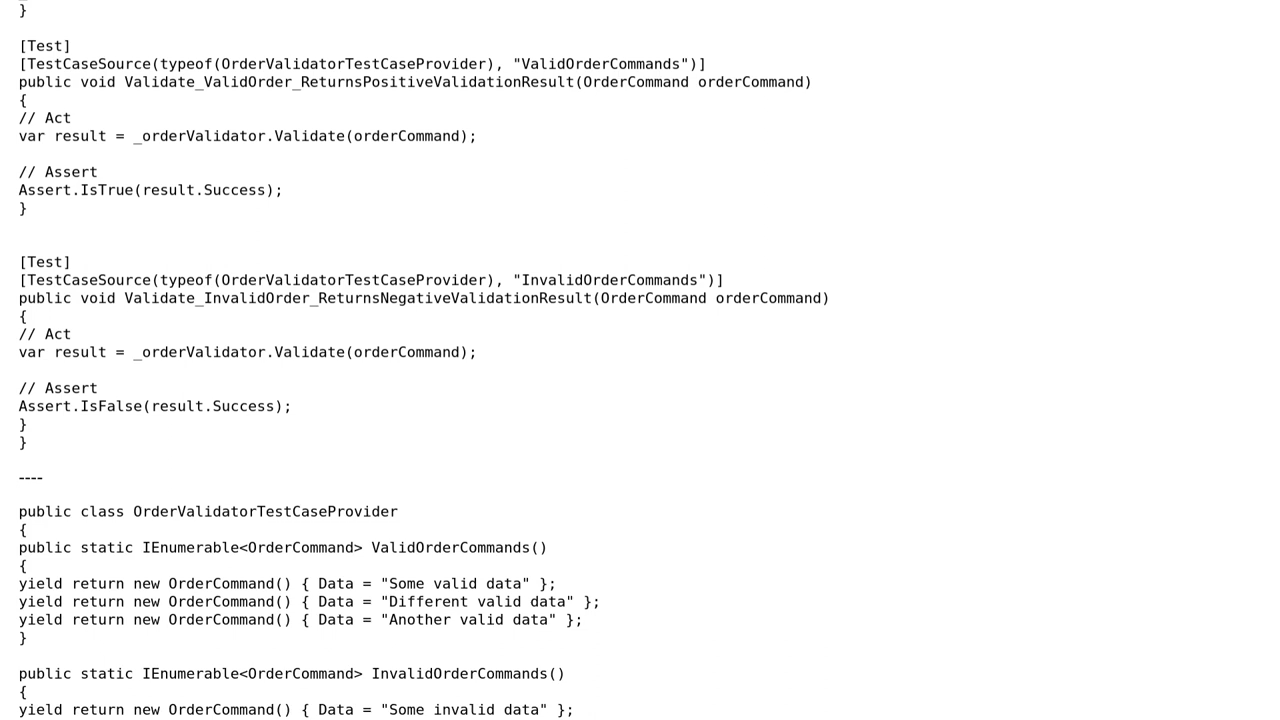 }
[Test]
[TestCaseSource(typeof(OrderValidatorTestCaseProvider), "ValidOrderCommands")]
public void Validate_ValidOrder_ReturnsPositiveValidationResult(OrderCommand orderCommand)
{
// Act
var result = _orderValidator.Validate(orderCommand);
// Assert
Assert.IsTrue(result.Success);
}
[Test]
[TestCaseSource(typeof(OrderValidatorTestCaseProvider), "InvalidOrderCommands")]
public void Validate_InvalidOrder_ReturnsNegativeValidationResult(OrderCommand orderCommand)
{
// Act
var result = _orderValidator.Validate(orderCommand);
// Assert
Assert.IsFalse(result.Success);
}
}
----
public class OrderValidatorTestCaseProvider
{
public static IEnumerable<OrderCommand> ValidOrderCommands()
{
yield return new OrderCommand() { Data = "Some valid data" };
yield return new OrderCommand() { Data = "Different valid data" };
yield return new OrderCommand() { Data = "Another valid data" };
}
public static IEnumerable<OrderCommand> InvalidOrderCommands()
{
yield return new OrderCommand() { Data = "Some invalid data" };